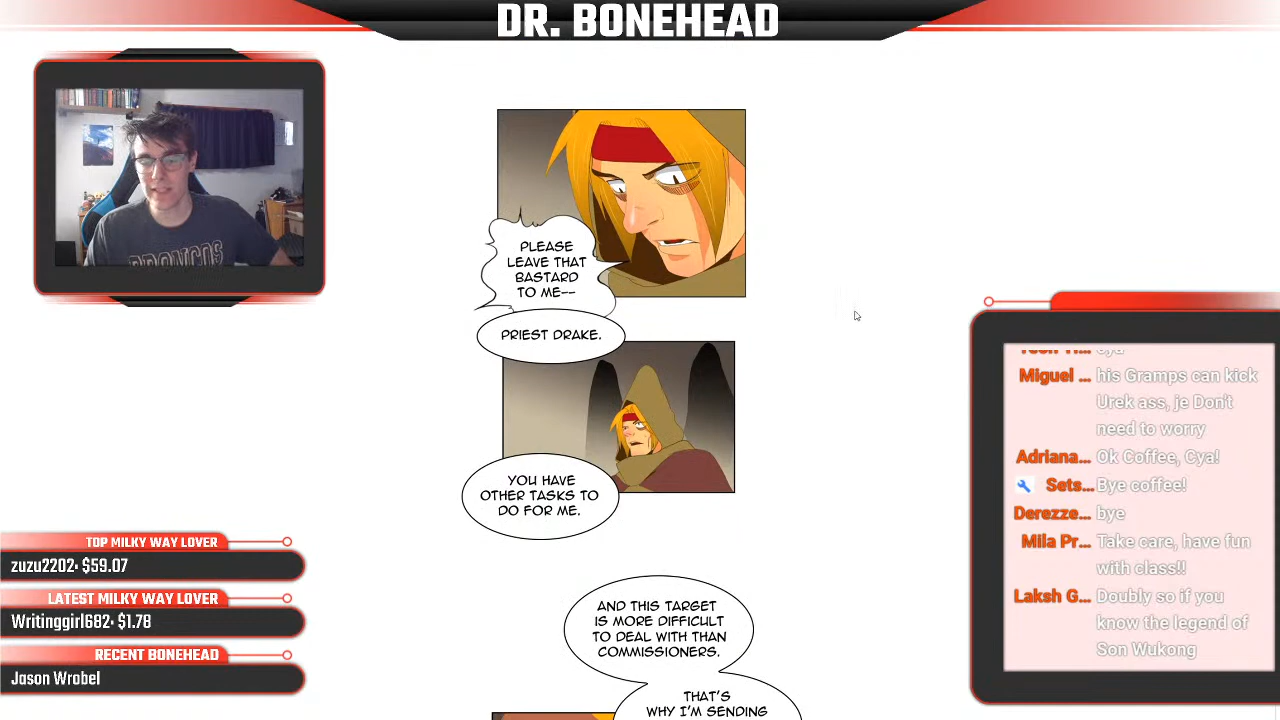 DR. BONEHEAD
BRONCOS
PLEASE
LEAVE THAT
BASTARD
TO ME--
PRIEST DRAKE.
YOU HAVE
OTHER TASKS TO
DO FOR ME.
AND THIS TARGET
IS MORE DIFFICULT
TO DEAL WITH THAN
COMMISSIONERS.
THAT'S
WHY I'M SENDING
TOP MILKY WAY LOVER
zuzu2202• $59.07
LATEST MILKY WAY LOVER
Writinggirl682• $1.78
RECENT BONEHEAD
Jason Wrobel
Miguel ... his Gramps can kick
Urek ass, je Don't
need to worry
Adriana... Ok Coffee, Cya!
Sets... Bye coffee!
Derezze... bye
Mila Pr... Take care, have fun
with class!!
Laksh G... Doubly so if you
know the legend of
Son Wukong